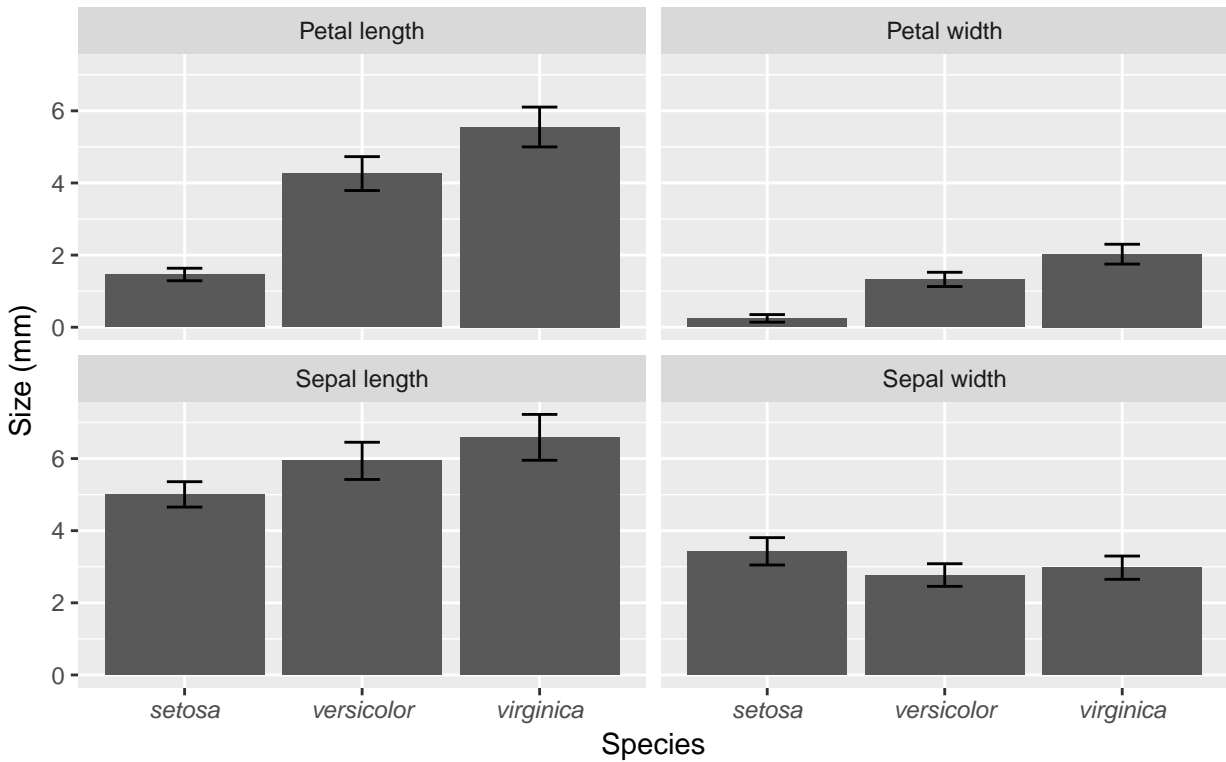 Petal length
Petal width
6
4
2
0
Sepal length
Sepal width
6
4
2
0
setosa
versicolor
virginica
setosa
versicolor
virginica
Species
Size (mm)